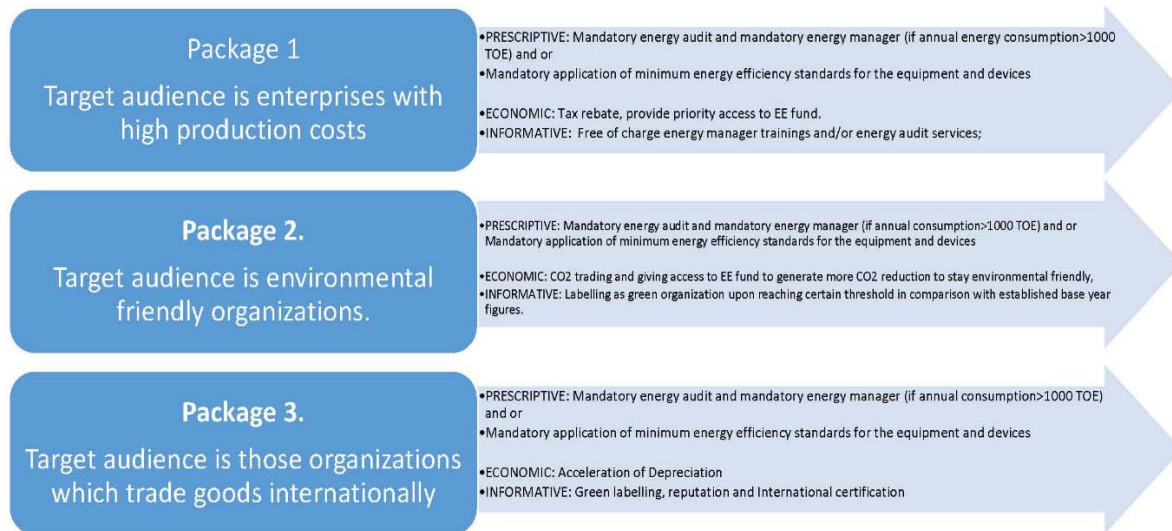 Package 1
Target audience is enterprises with
high production costs
•PRESCRIPTIVE: Mandatory energy audit and mandatory energy manager (if annual energy consumption>1000
TOE) and or
•Mandatory application of minimum energy efficiency standards for the equipment and devices
•ECONOMIC: Tax rebate, provide priority access to EE fund.
•INFORMATIVE: Free of charge energy manager trainings and/or energy audit services;
Package 2.
Target audience is environmental
friendly organizations.
•PRESCRIPTIVE: Mandatory energy audit and mandatory energy manager (if annual consumption>1000 TOE) and or
Mandatory application of minimum energy efficiency standards for the equipment and devices
•ECONOMIC: CO2 trading and giving access to EE fund to generate more CO2 reduction to stay environmental friendly,
•INFORMATIVE: Labelling as green organization upon reaching certain threshold in comparison with established base year
figures.
Package 3.
Target audience is those organizations
which trade goods internationally
•PRESCRIPTIVE: Mandatory energy audit and mandatory energy manager (if annual consumption>1000 TOE)
and or
•Mandatory application of minimum energy efficiency standards for the equipment and devices
•ECONOMIC: Acceleration of Depreciation
•INFORMATIVE: Green labelling, reputation and International certification